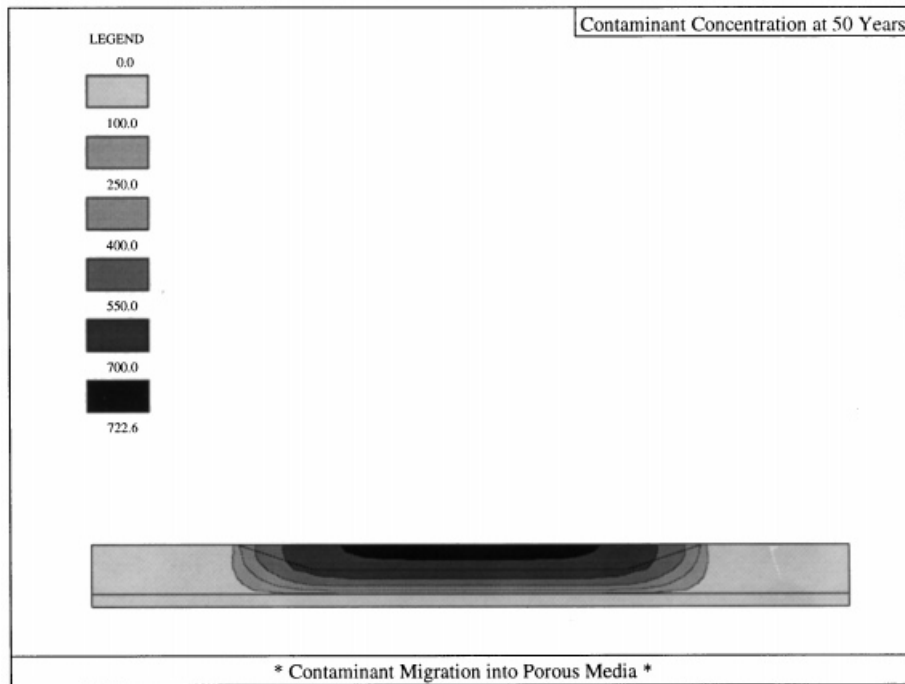 Contaminant Concentration at 50 Years
LEGEND
0.0
100.0
250.0
400.0
550.0
700.0
722.6
* Contaminant Migration into Porous Media *